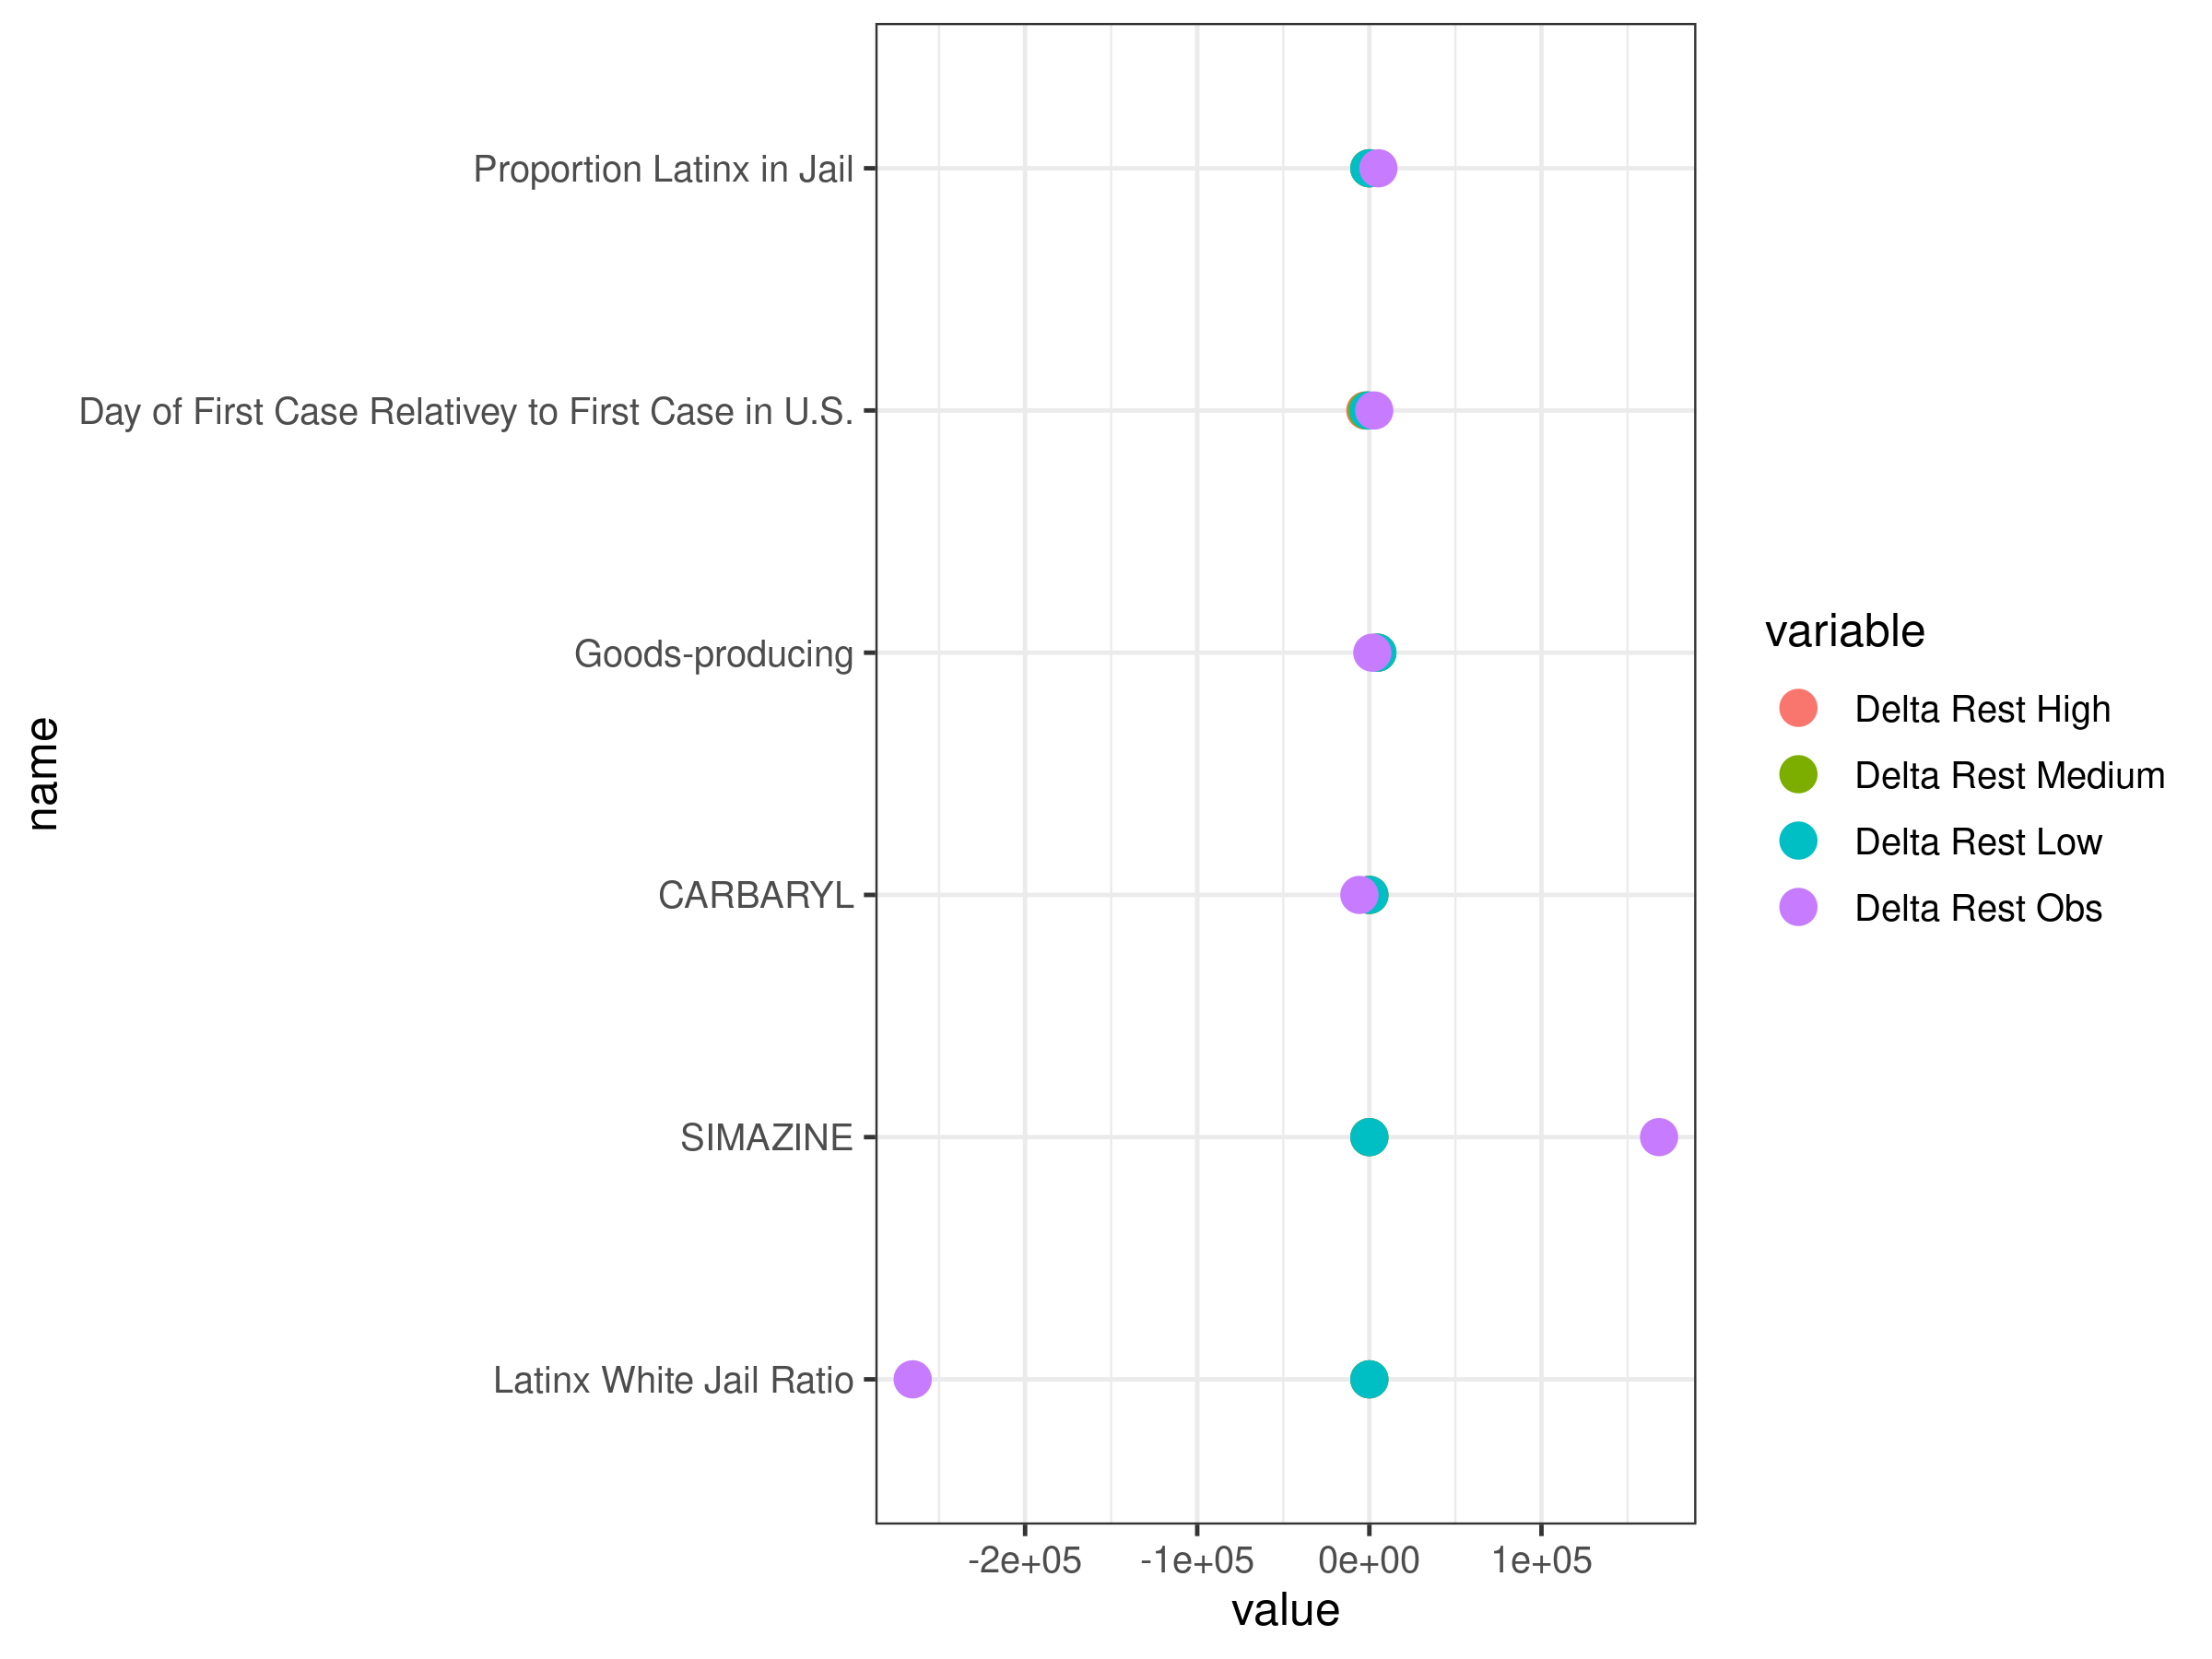 Proportion Latinx in Jail
Day of First Case Relativey to First Case in U.S.
Goods-producing
CARBARYL
SIMAZINE
Latinx White Jail Ratio
name
-2e+05
-1e+05
0e+00
1e+05
value
variable
Delta Rest High
Delta Rest Medium
Delta Rest Low
Delta Rest Obs